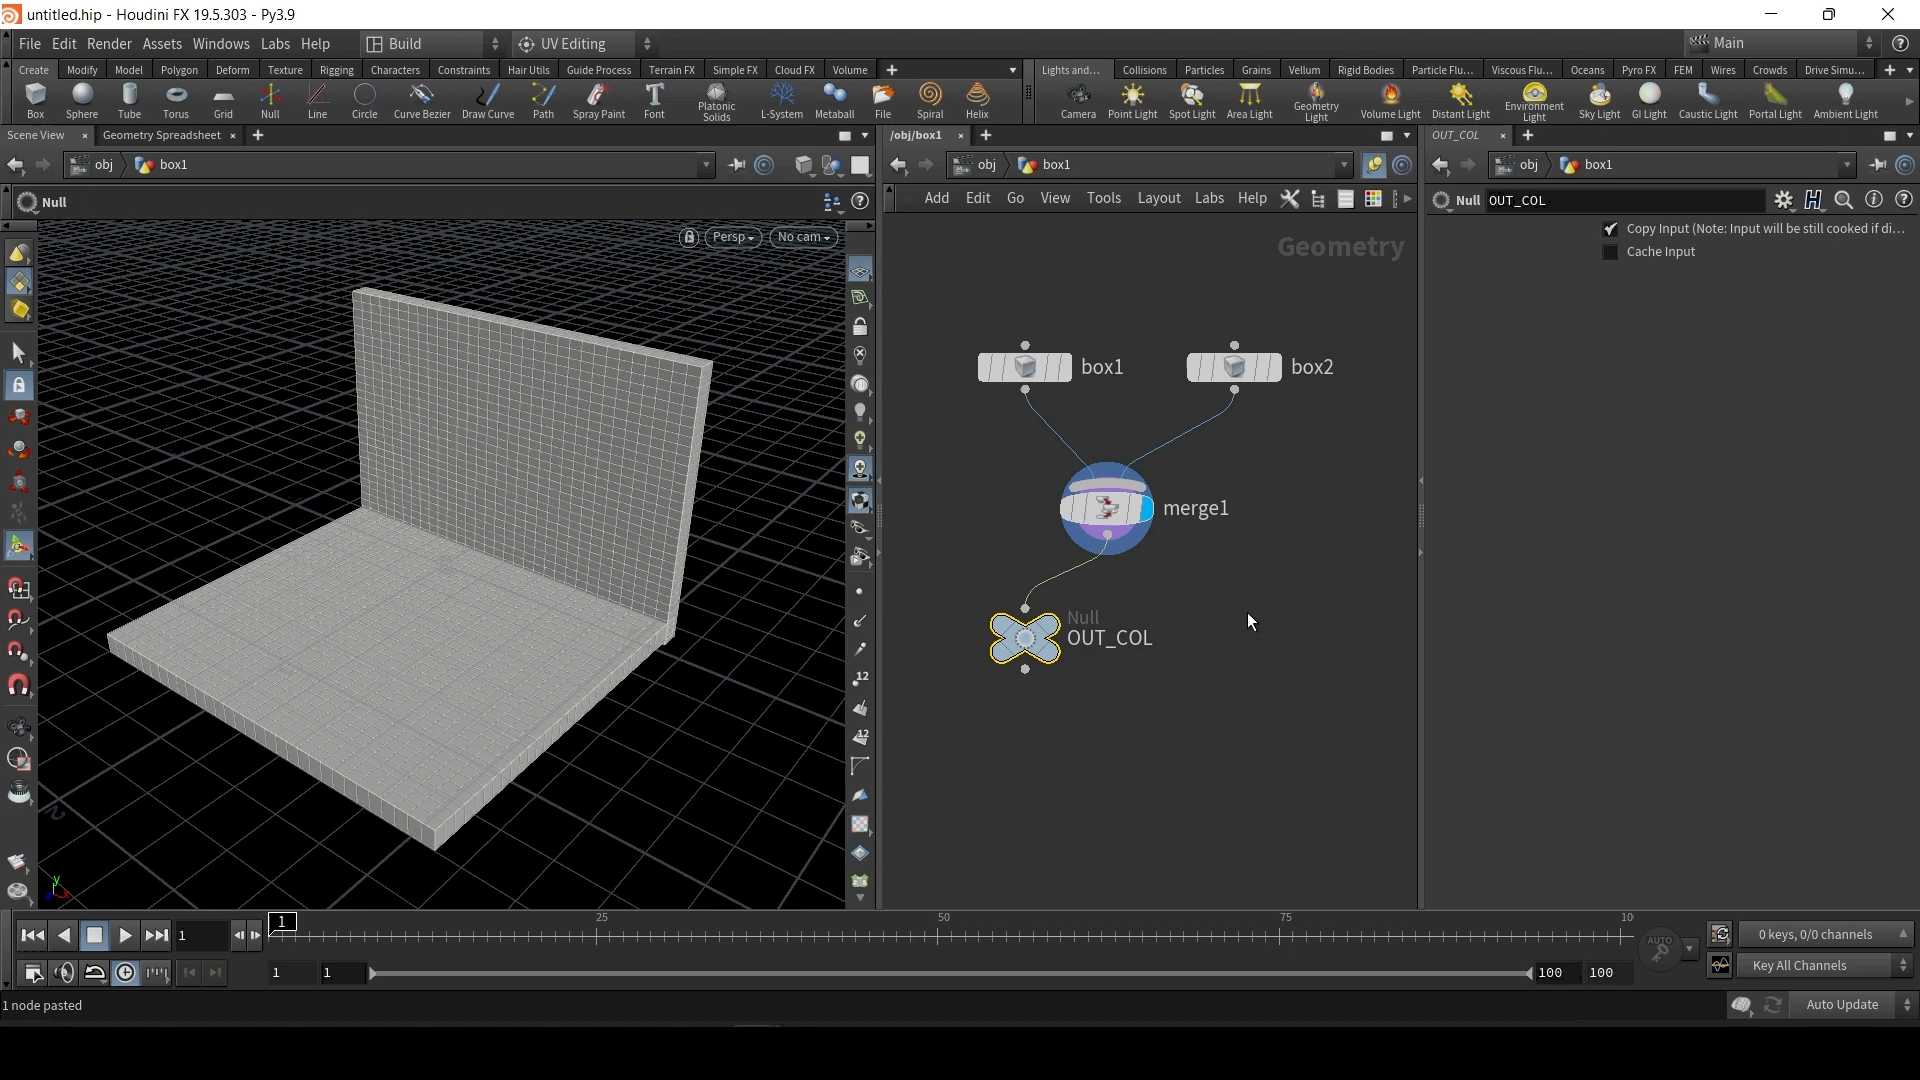 untitled.hip - Houdini FX 19.5.303 - Py3.9
File Edit Render Assets Windows Labs Help Build UV Editing Main
Create Modify Model Polygon Deform Texture Rigging Characters Constraints Hair Utils Guide Process Terrain FX Simple FX Cloud FX Volume
Lights and... Collisions Particles Grains Vellum Rigid Bodies Particle Flu... Viscous Flu... Oceans Pyro FX FEM Wires Crowds Drive Simu...
Box Sphere Tube Torus Grid Null Line Circle Curve Bezier Draw Curve Path Spray Paint Font Platonic Solids L-System Metaball File Spiral Helix
Camera Point Light Spot Light Area Light Geometry Light Volume Light Distant Light Environment Light Sky Light GI Light Caustic Light Portal Light Ambient Light
Scene View Geometry Spreadsheet
/obj/box1
OUT_COL
obj box1
obj box1
obj box1
Null
Add Edit Go View Tools Layout Labs Help
Null OUT_COL
Persp No cam
Geometry
Copy Input (Note: Input will be still cooked if di...
Cache Input
box1
box2
merge1
Null
OUT_COL
12
12
y
1 1 25 50 75 10
AUTO
0 keys, 0/0 channels
1 1 100 100
Key All Channels
1 node pasted
Auto Update